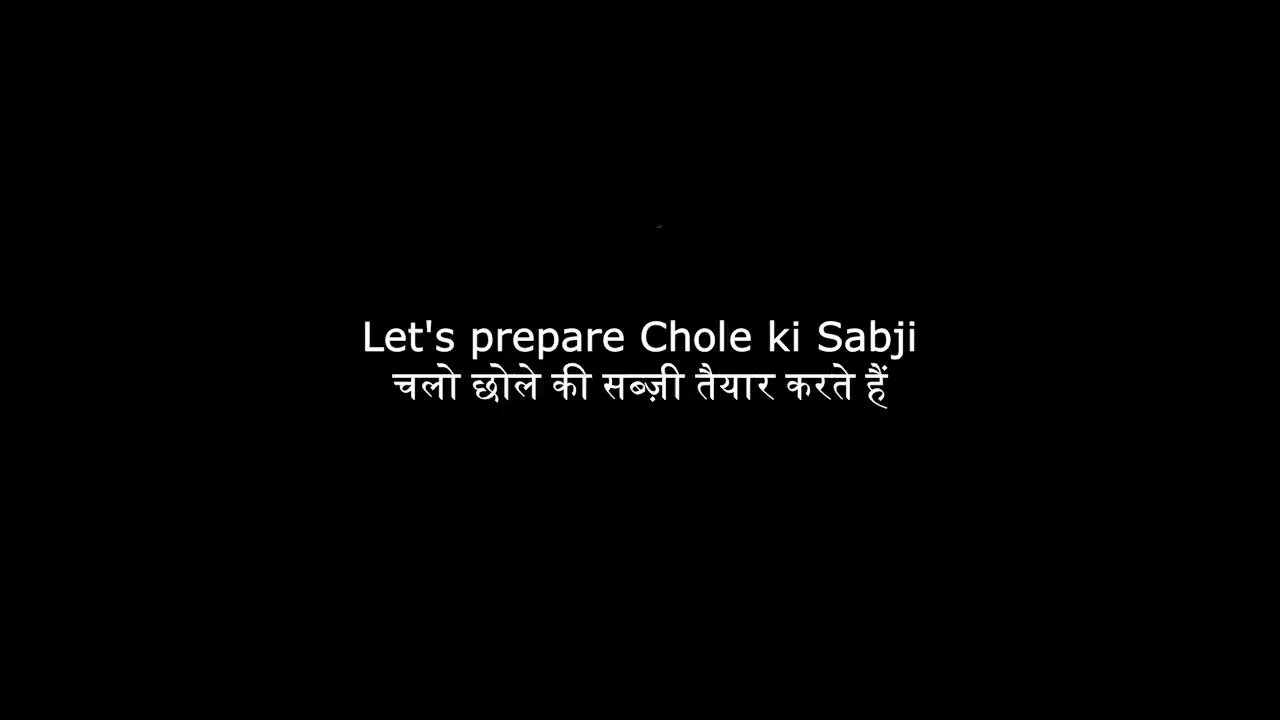 Let's prepare Chole ki Sabji
चलो छोले की सब्ज़ी तैयार करते हैं